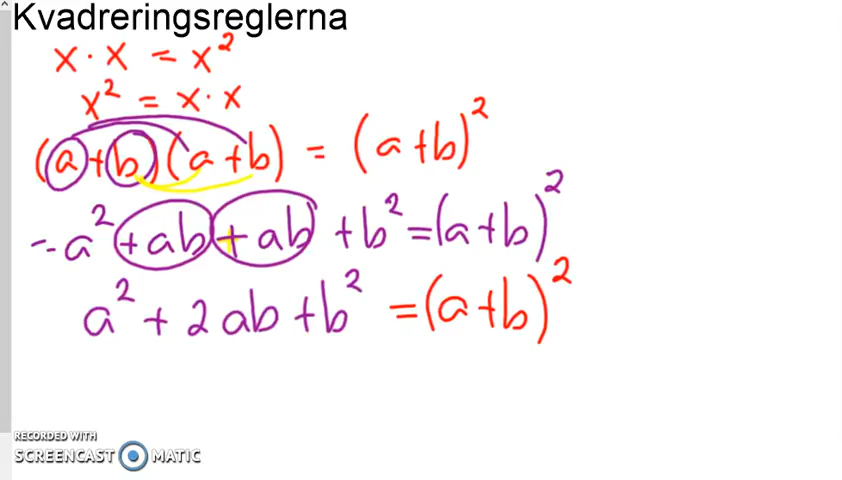 Kvadreringsreglerna
x · x = x²
x² = x · x
(a+b)(a+b) = (a+b)²
= a² +ab +ab +b² = (a+b)²
a² + 2ab + b² = (a+b)²
RECORDED WITH
SCREENCAST MATIC